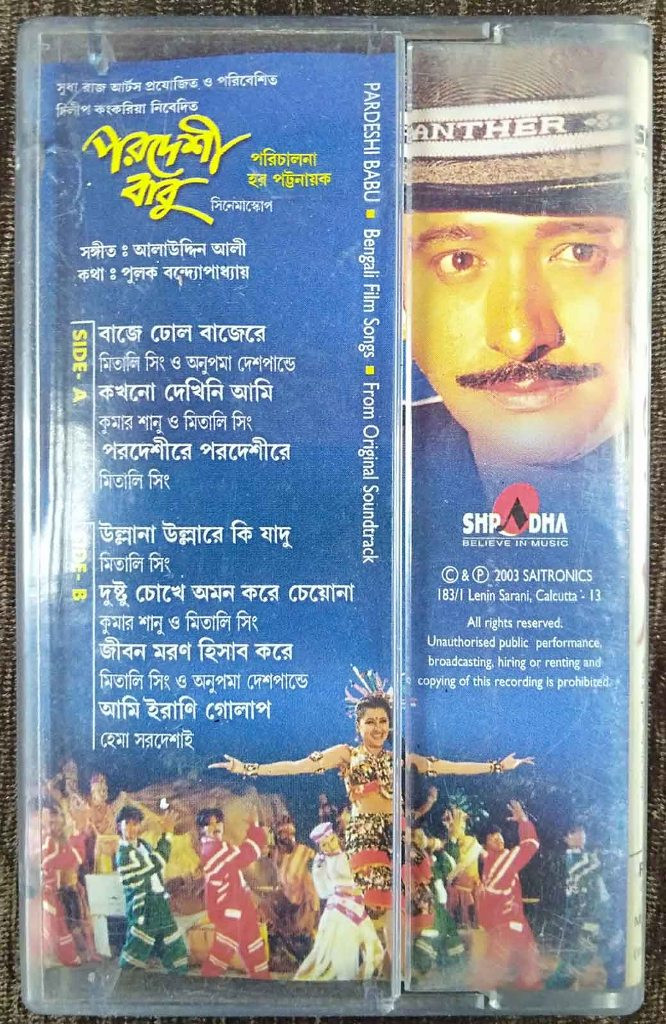 সুধা রাজ আর্টস প্রযোজিত ও পরিবেশিত
দিলীপ কংকরিয়া নিবেদিত
পরদেশী
বাবু
পরিচালনা
হর পট্টনায়ক
সিনেমাস্কোপ
সঙ্গীত : আলাউদ্দিন আলী
কথা : পুলক বন্দ্যোপাধ্যায়
SIDE- A
বাজে ঢোল বাজেরে
মিতালি সিং ও অনুপমা দেশপান্ডে
কখনো দেখিনি আমি
কুমার শানু ও মিতালি সিং
পরদেশীরে পরদেশীরে
মিতালি সিং
SIDE- B
উল্লানা উল্লারে কি যাদু
মিতালি সিং
দুষ্টু চোখে অমন করে চেয়োনা
কুমার শানু ও মিতালি সিং
জীবন মরণ হিসাব করে
মিতালি সিং ও অনুপমা দেশপান্ডে
আমি ইরাণি গোলাপ
হেমা সরদেশাই
PARDESHI BABU ■ Bengali Film Songs ■ From Original Soundtrack
ANTHER
SHRADHA
BELIEVE IN MUSIC
© & ℗ 2003 SAITRONICS
183/1 Lenin Sarani, Calcutta - 13
All rights reserved.
Unauthorised public performance,
broadcasting, hiring or renting and
copying of this recording is prohibited.